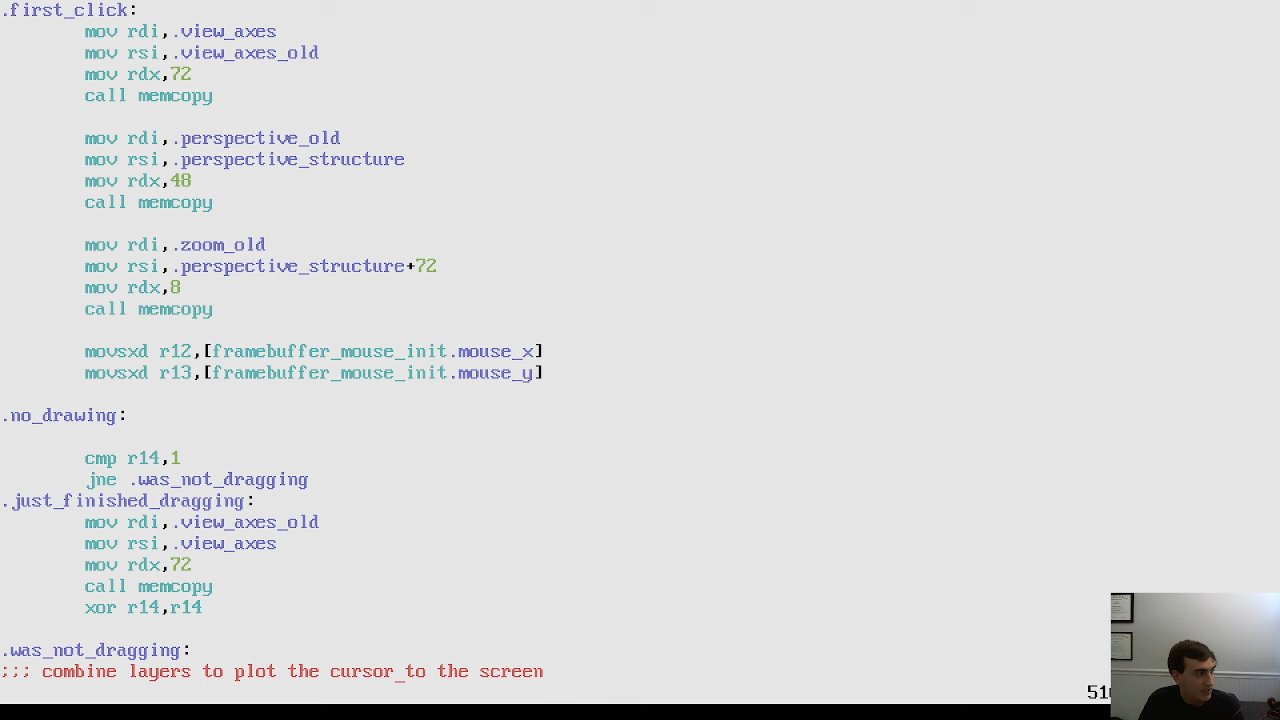 .first_click:
mov rdi,.view_axes
mov rsi,.view_axes_old
mov rdx,72
call memcopy
mov rdi,.perspective_old
mov rsi,.perspective_structure
mov rdx,48
call memcopy
mov rdi,.zoom_old
mov rsi,.perspective_structure+72
mov rdx,8
call memcopy
movsxd r12,[framebuffer_mouse_init.mouse_x]
movsxd r13,[framebuffer_mouse_init.mouse_y]
.no_drawing:
cmp r14,1
jne .was_not_dragging
.just_finished_dragging:
mov rdi,.view_axes_old
mov rsi,.view_axes
mov rdx,72
call memcopy
xor r14,r14
.was_not_dragging:
;;; combine layers to plot the cursor to the screen